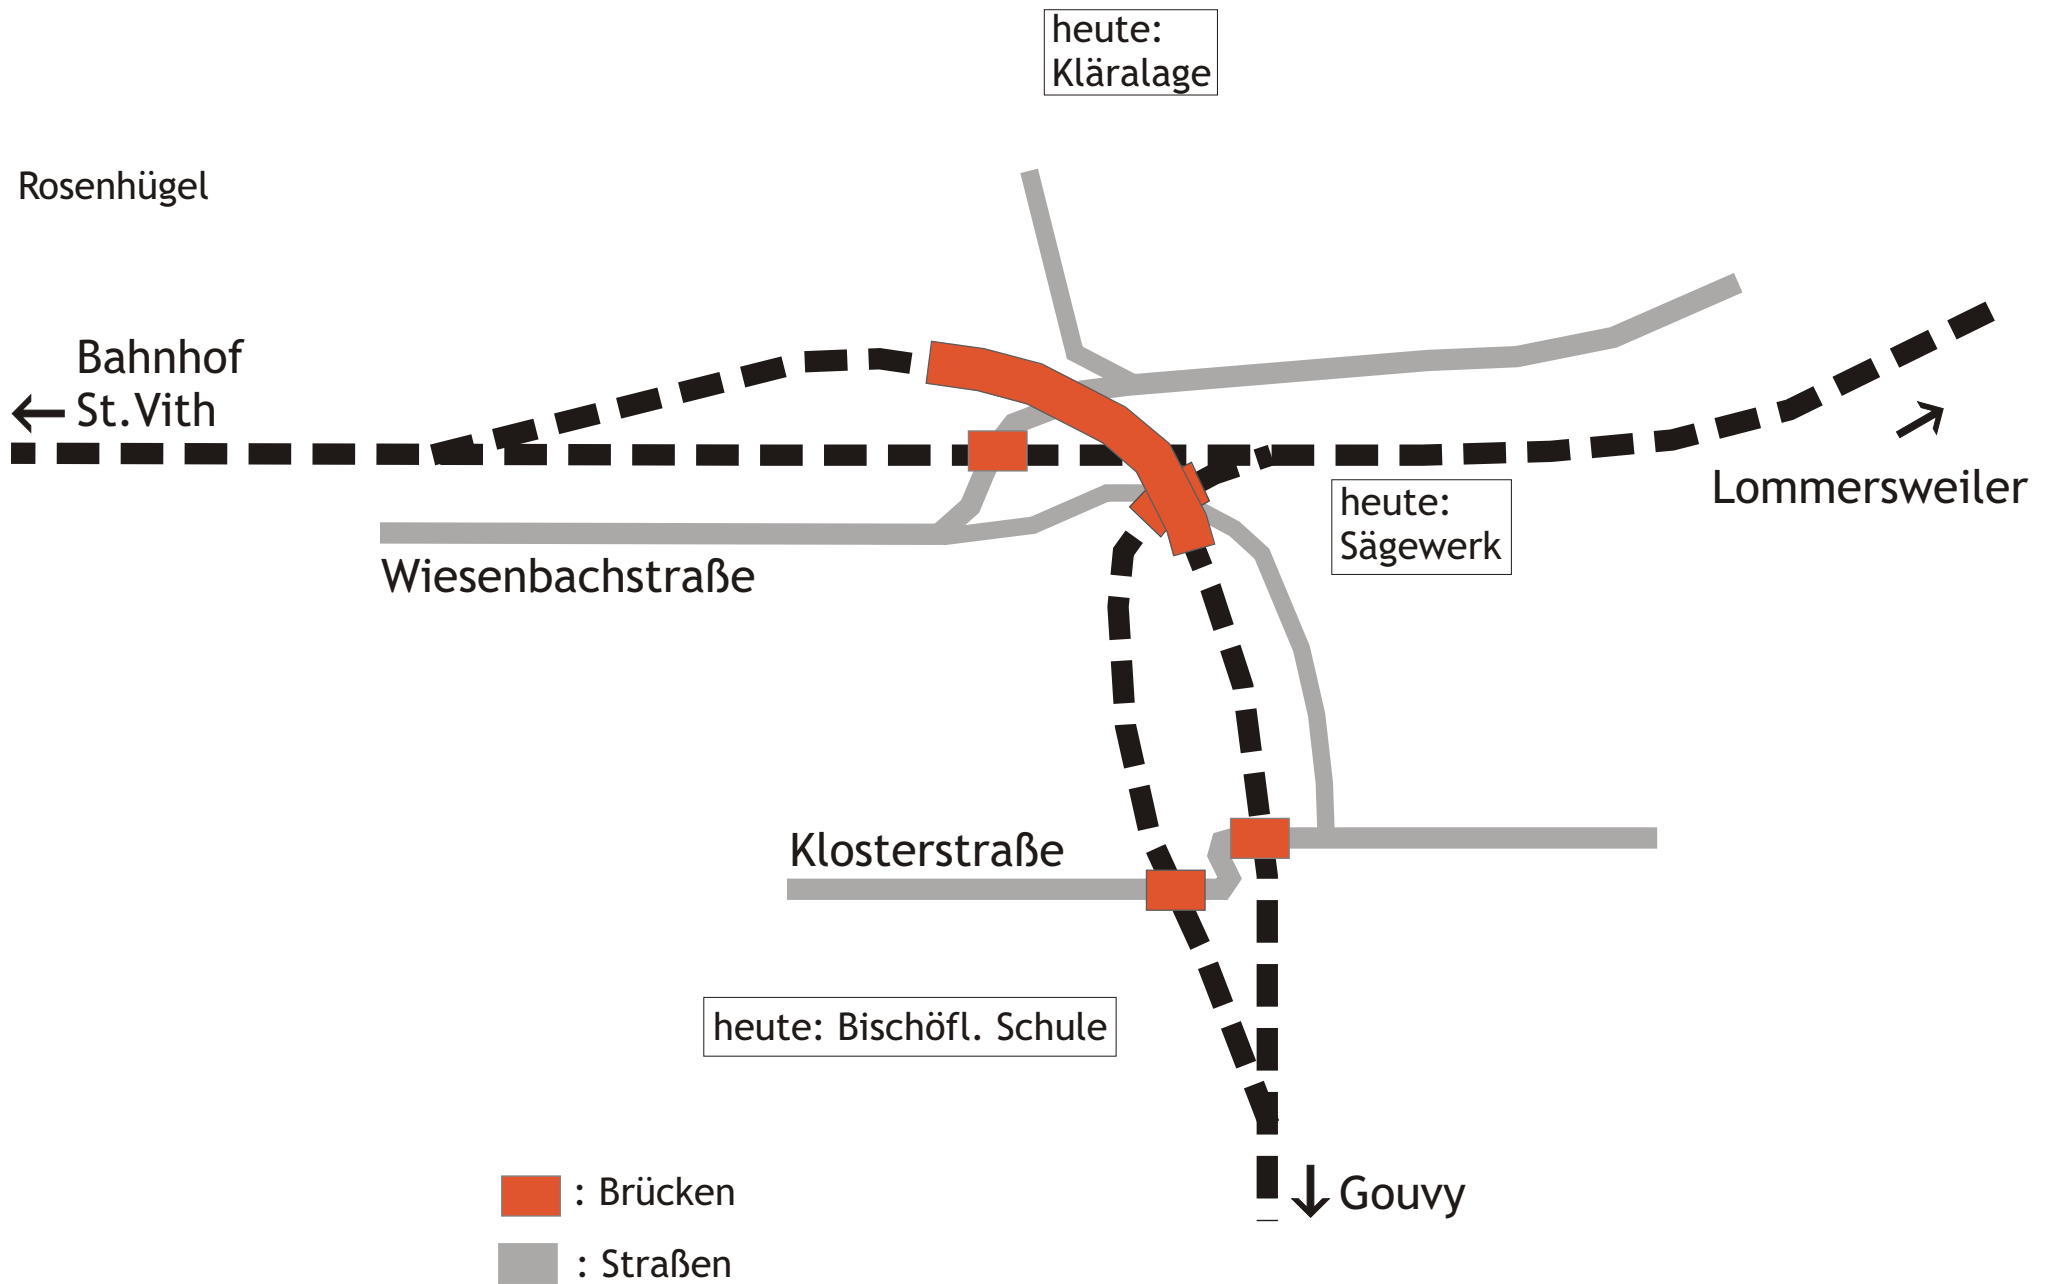 heute:
Kläralage
Rosenhügel
Bahnhof
St.Vith
Lommersweiler
heute:
Sägewerk
Wiesenbachstraße
Klosterstraße
heute: Bischöfl. Schule
Gouvy
: Brücken
: Straßen